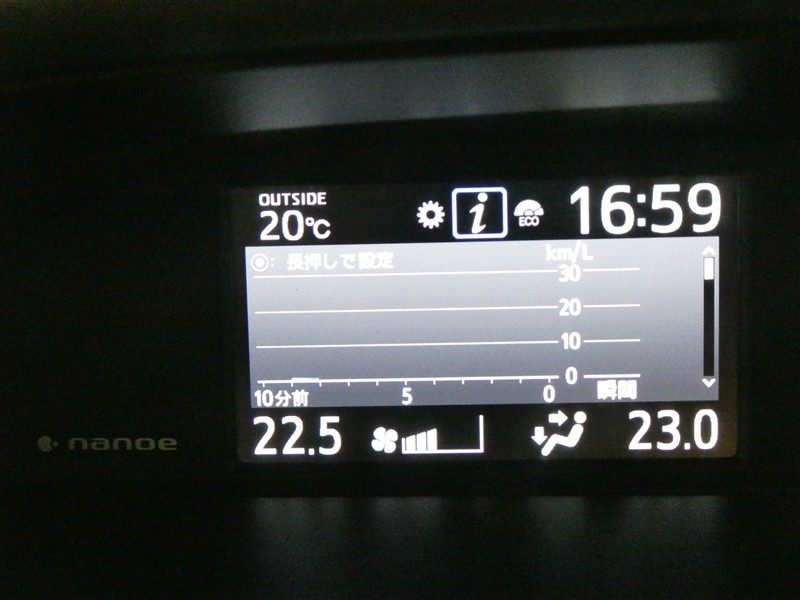 OUTSIDE
20℃
i
ECO
16:59
: 長押しで設定
km/L
30
20
10
0
10分前
5
0
瞬間
22.5
23.0
nanoe